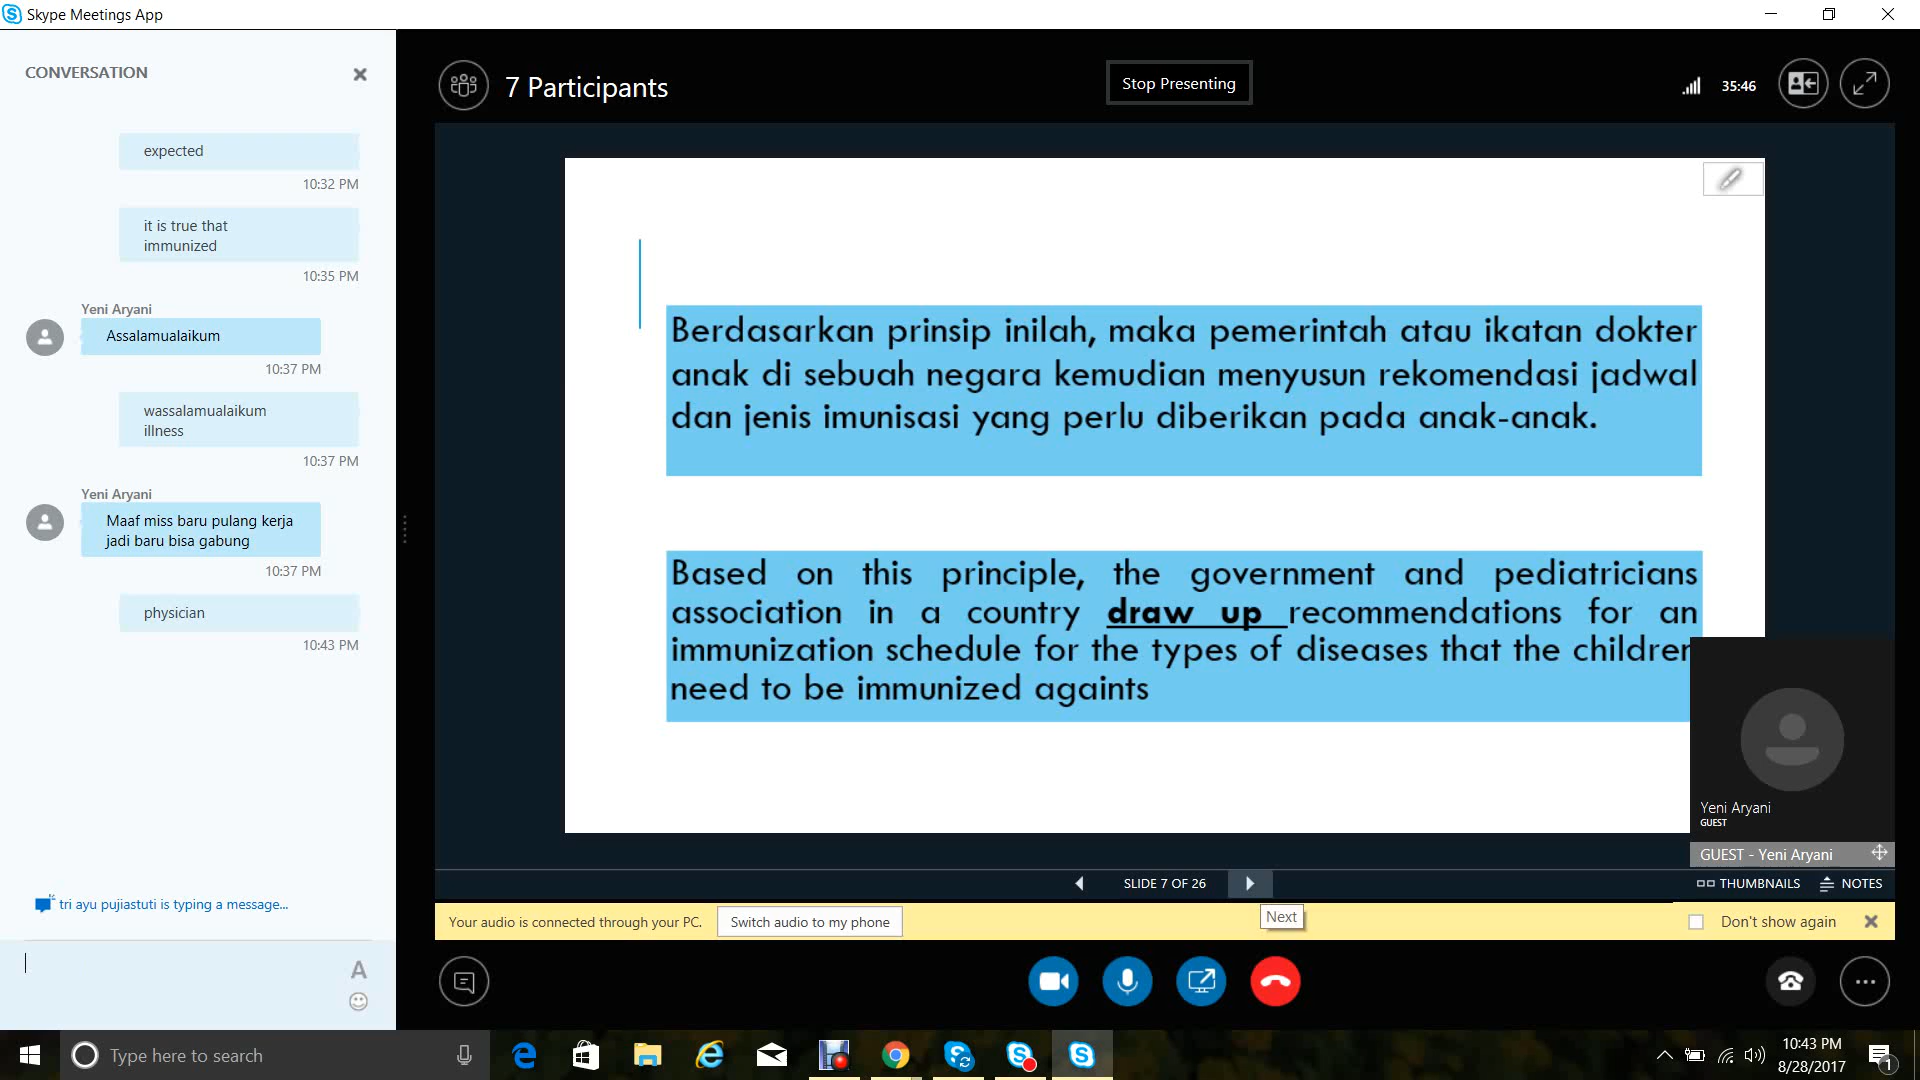 Skype Meetings App
CONVERSATION
expected
10:32 PM
it is true that
immunized
10:35 PM
Yeni Aryani
Assalamualaikum
10:37 PM
wassalamualaikum
illness
10:37 PM
Yeni Aryani
Maaf miss baru pulang kerja
jadi baru bisa gabung
10:37 PM
physician
10:43 PM
tri ayu pujiastuti is typing a message...
A
7 Participants
Stop Presenting
35:46
Berdasarkan prinsip inilah, maka pemerintah atau ikatan dokter
anak di sebuah negara kemudian menyusun rekomendasi jadwal
dan jenis imunisasi yang perlu diberikan pada anak-anak.
Based on this principle, the government and pediatricians
association in a country draw up recommendations for an
immunization schedule for the types of diseases that the children
need to be immunized againts
Yeni Aryani
GUEST
GUEST - Yeni Aryani
SLIDE 7 OF 26
THUMBNAILS
NOTES
Your audio is connected through your PC.
Switch audio to my phone
Next
Don't show again
Type here to search
10:43 PM
8/28/2017
1